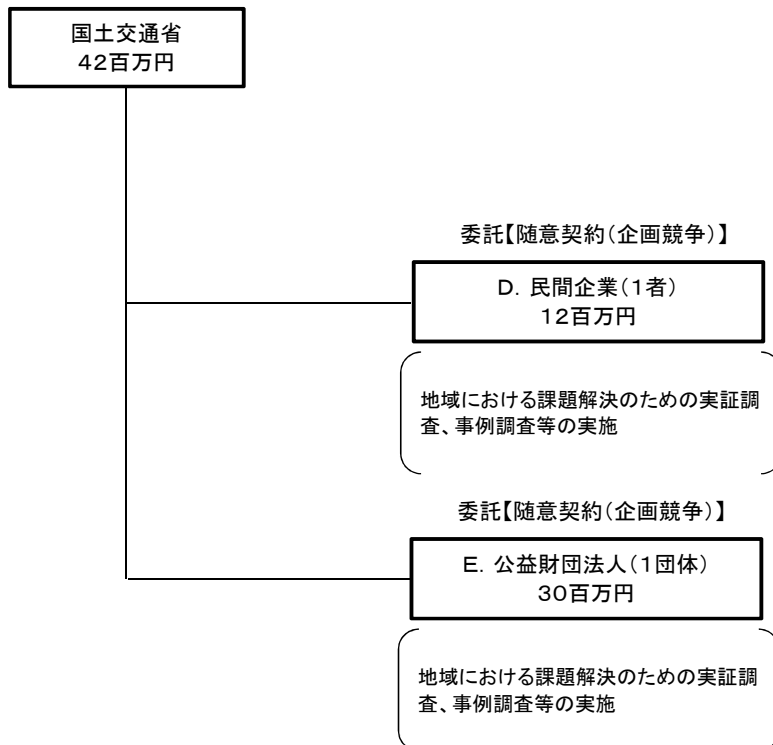 国土交通省
42百万円
委託【随意契約(企画競争)】
D. 民間企業(1者)
12百万円
地域における課題解決のための実証調
査、事例調査等の実施
委託【随意契約(企画競争)】
E. 公益財団法人(1団体)
30百万円
地域における課題解決のための実証調
査、事例調査等の実施